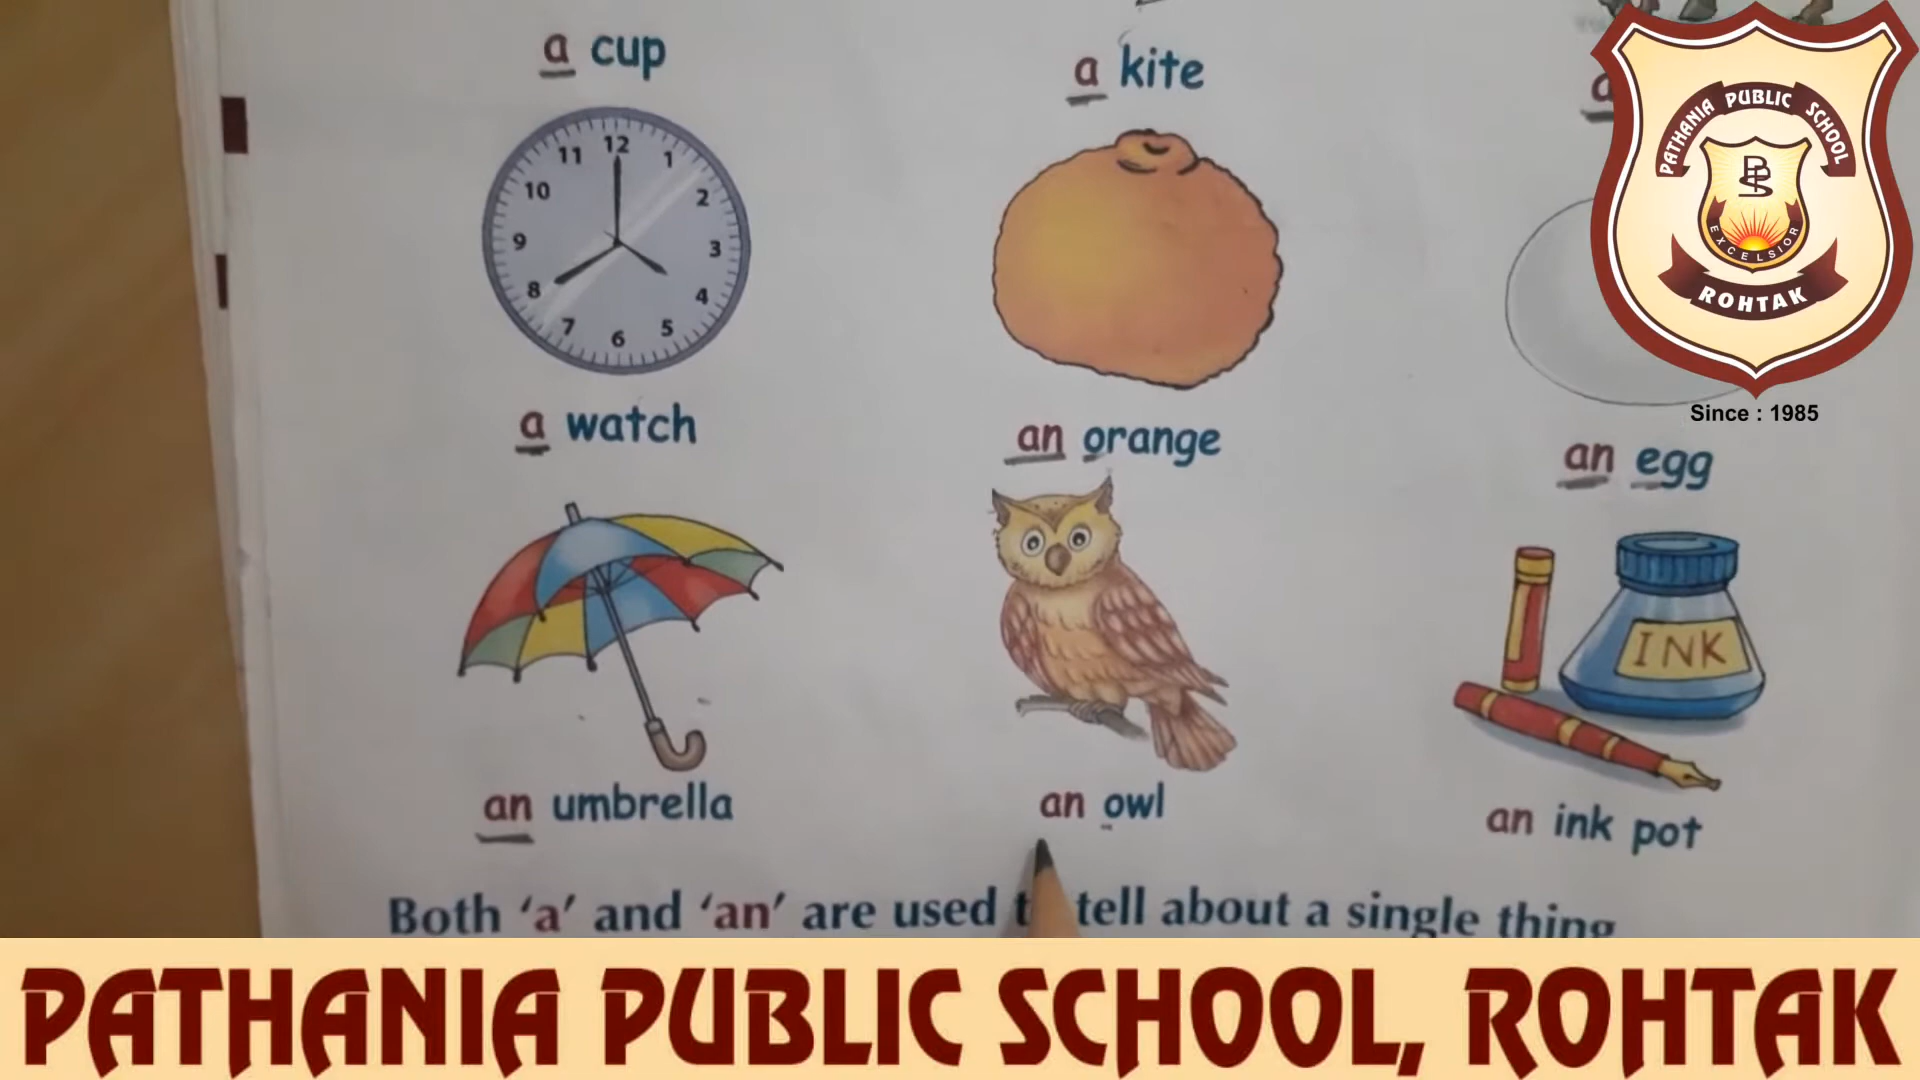 a cup
a kite
12
11
1
10
2
9
3
8
4
7
5
6
a watch
an orange
an egg
INK
an umbrella
an owl
an ink pot
Both ‘a’ and ‘an’ are used tell about a single thing
PATHANIA PUBLIC SCHOOL
PBS
EXCELSIOR
ROHTAK
Since : 1985
PATHANIA PUBLIC SCHOOL, ROHTAK